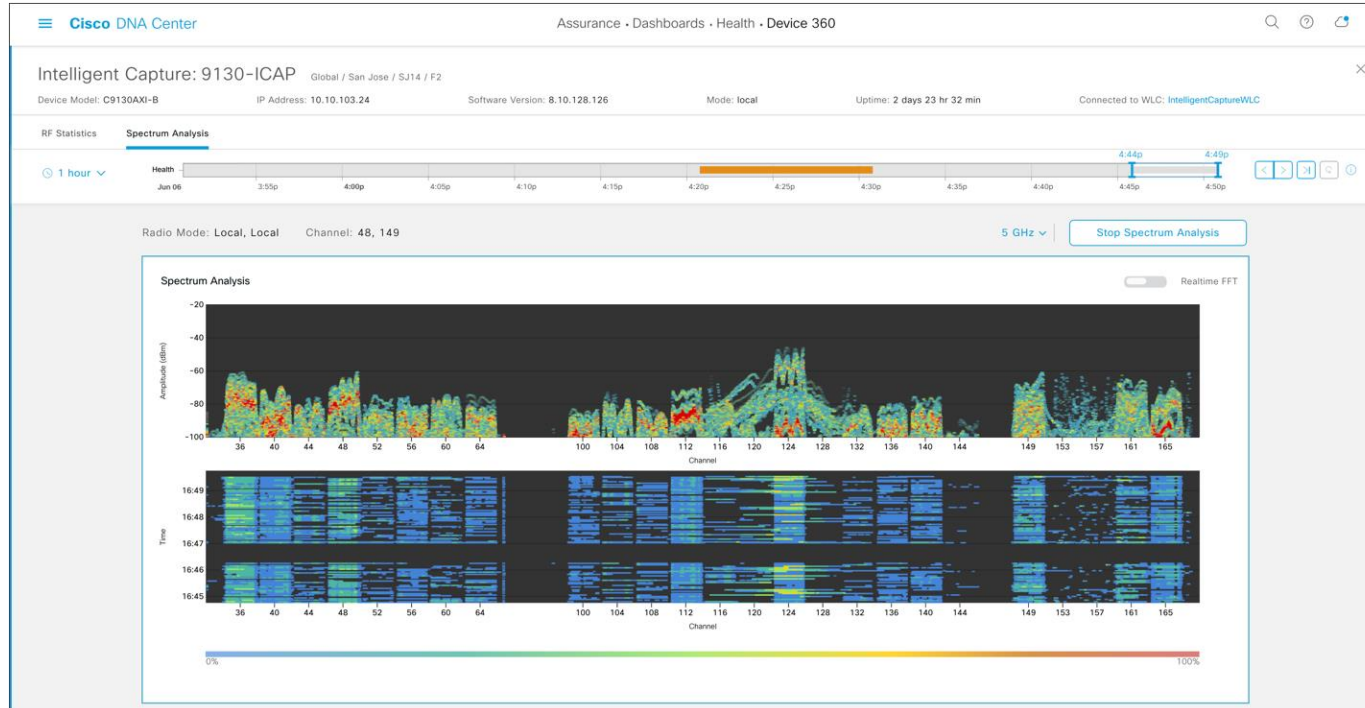 Cisco DNA Center
Assurance • Dashboards • Health • Device 360
Intelligent Capture: 9130-ICAP Global / San Jose / SJ14 / F2
Device Model: C9130AXI-B IP Address: 10.10.103.24 Software Version: 8.10.128.126 Mode: local Uptime: 2 days 23 hr 32 min Connected to WLC: IntelligentCaptureWLC
RF Statistics Spectrum Analysis
4:44p 4:49p
1 hour Health
Jun 06 3:55p 4:00p 4:05p 4:10p 4:15p 4:20p 4:25p 4:30p 4:35p 4:40p 4:45p 4:50p
Radio Mode: Local, Local Channel: 48, 149 5 GHz Stop Spectrum Analysis
Spectrum Analysis Realtime FFT
-20
-40
-60
-80
-100
Amplitude (dBm)
36 40 44 48 52 56 60 64 100 104 108 112 116 120 124 128 132 136 140 144 149 153 157 161 165
Channel
16:49
16:48
16:47
16:46
16:45
Time
36 40 44 48 52 56 60 64 100 104 108 112 116 120 124 128 132 136 140 144 149 153 157 161 165
Channel
0% 100%